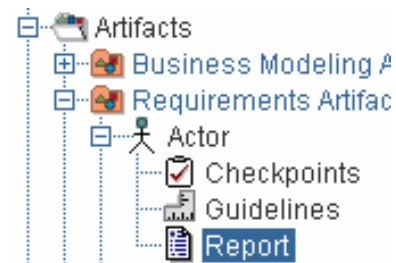 Artifacts
Business Modeling A
Requirements Artifac
Actor
Checkpoints
Guidelines
Report